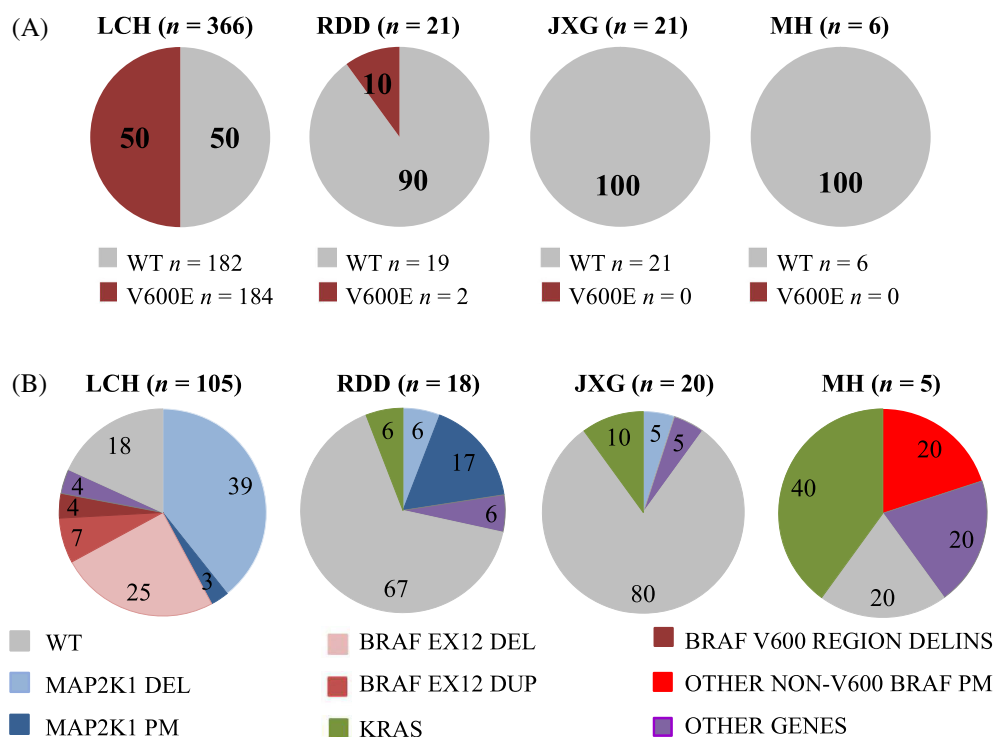 (A)
LCH (n = 366)
RDD (n = 21)
JXG (n = 21)
MH (n = 6)
50
50
10
90
100
100
WT n = 182
V600E n = 184
WT n = 19
V600E n = 2
WT n = 21
V600E n = 0
WT n = 6
V600E n = 0
(B)
LCH (n = 105)
RDD (n = 18)
JXG (n = 20)
MH (n = 5)
18
39
4
4
7
25
3
6
6
17
6
67
10
5
5
80
40
20
20
20
WT
MAP2K1 DEL
MAP2K1 PM
BRAF EX12 DEL
BRAF EX12 DUP
KRAS
BRAF V600 REGION DELINS
OTHER NON-V600 BRAF PM
OTHER GENES